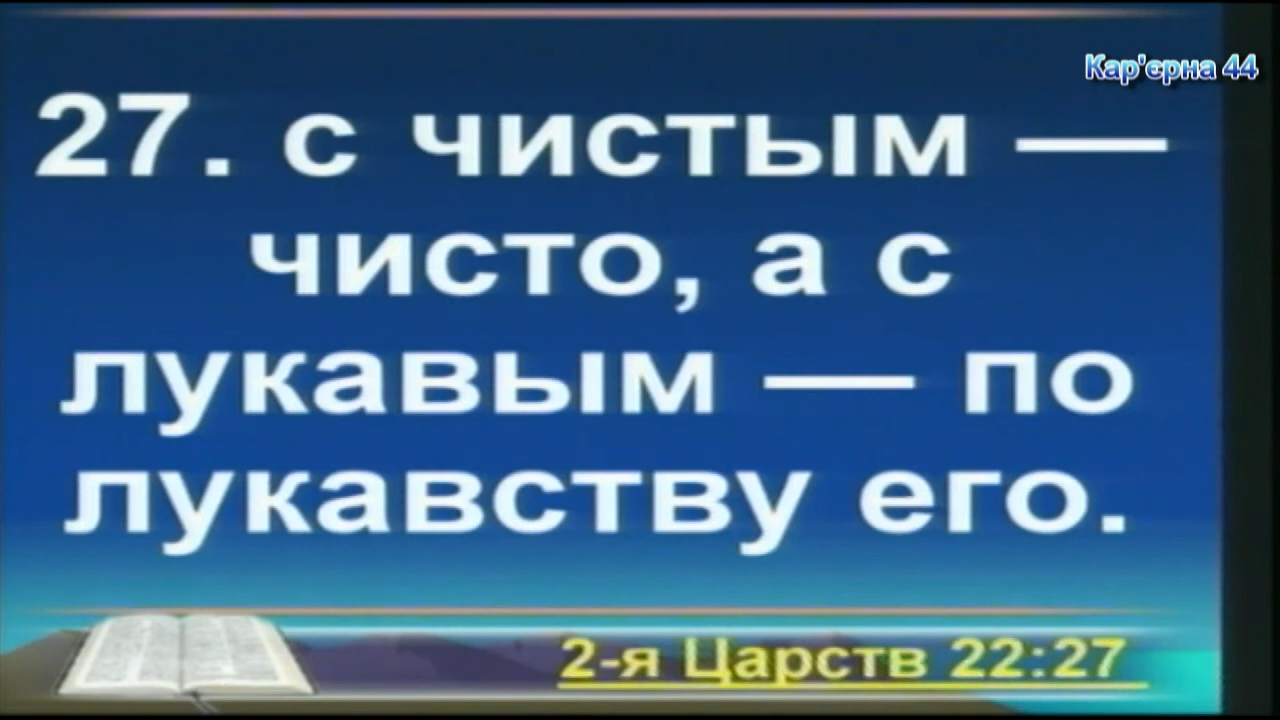 Кар'єрна 44
27. с чистым —
чисто, а с
лукавым — по
лукавству его.
2-я Царств 22:27